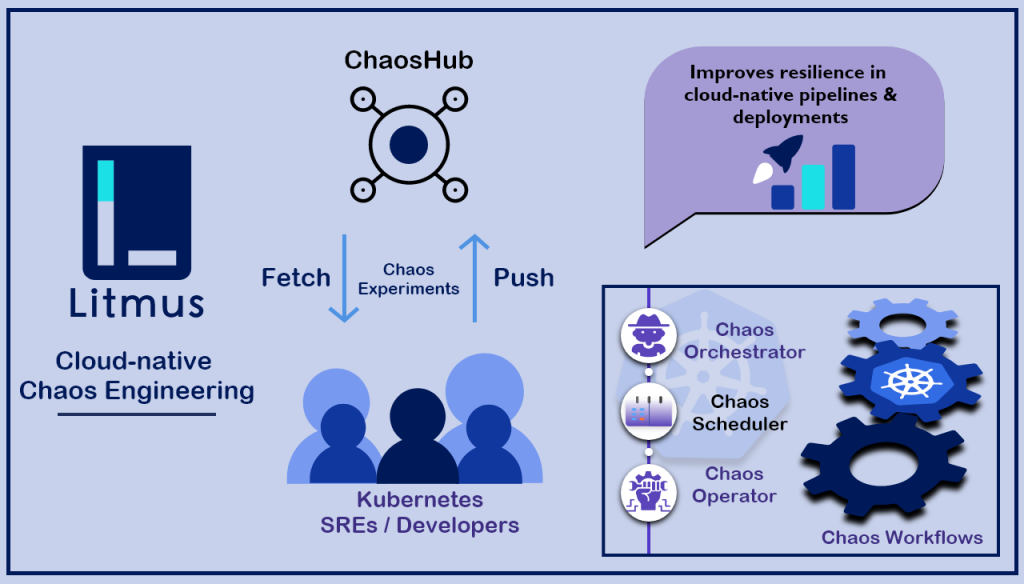 ChaosHub
Improves resilience in
cloud-native pipelines &
deployments
Litmus
Cloud-native
Chaos Engineering
Fetch
Chaos
Experiments
Push
Kubernetes
SREs / Developers
Chaos
Orchestrator
Chaos
Scheduler
Chaos
Operator
Chaos Workflows